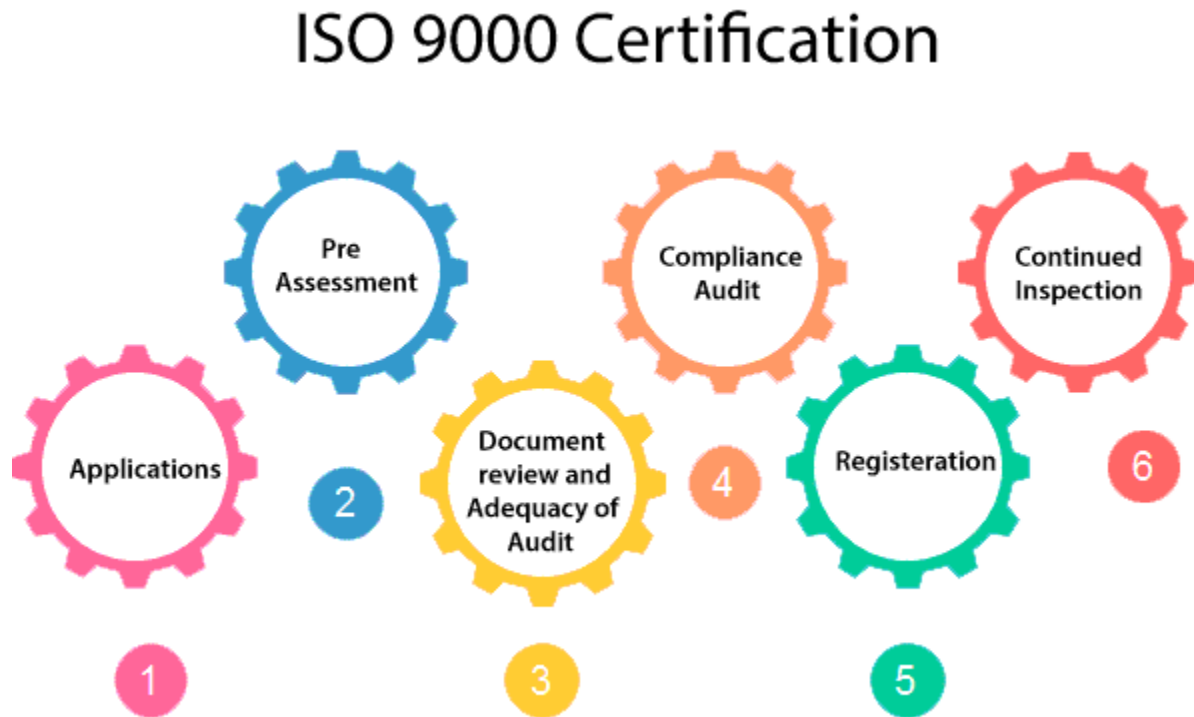 ISO 9000 Certification
Applications
1
Pre
Assessment
2
Document
review and
Adequacy of
Audit
3
Compliance
Audit
4
Registeration
5
Continued
Inspection
6